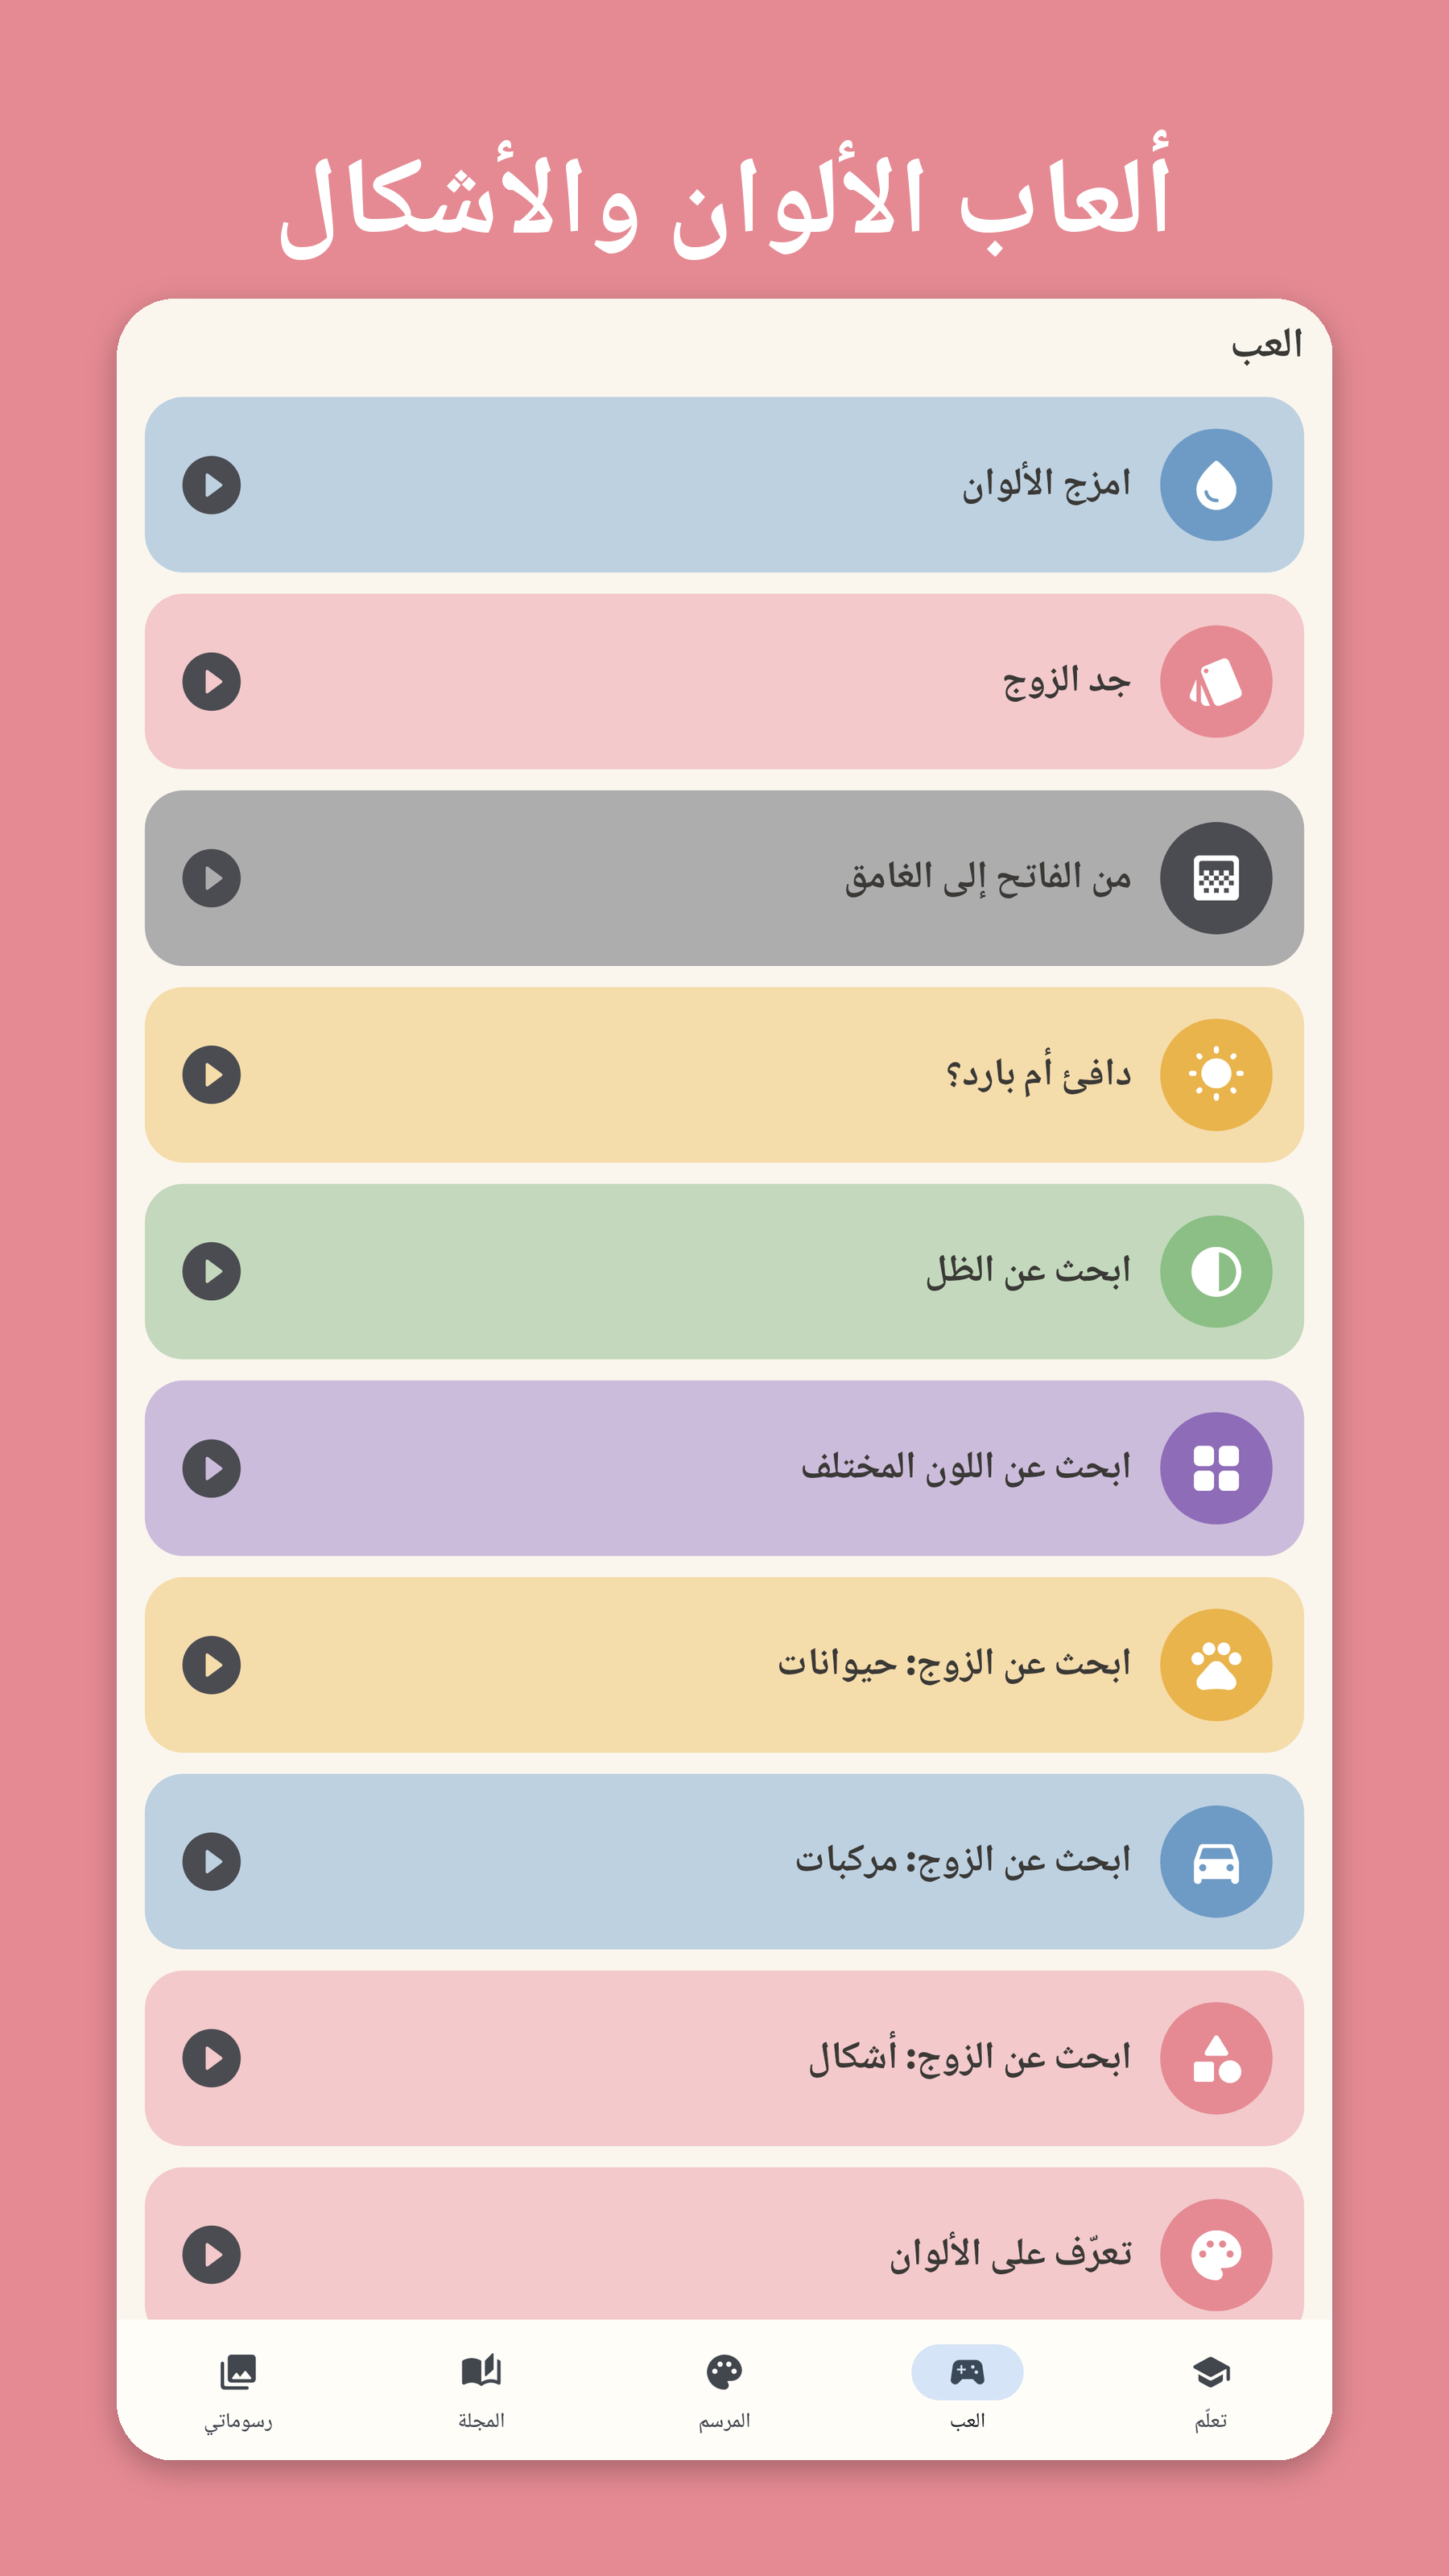 ألعاب الألوان والأشكال
العب
امزج الألوان
جد الزوج
من الفاتح إلى الغامق
دافئ أم بارد؟
ابحث عن الظل
ابحث عن اللون المختلف
ابحث عن الزوج: حيوانات
ابحث عن الزوج: مركبات
ابحث عن الزوج: أشكال
تعرّف على الألوان
تعلّم
العب
المرسم
المجلة
رسوماتي